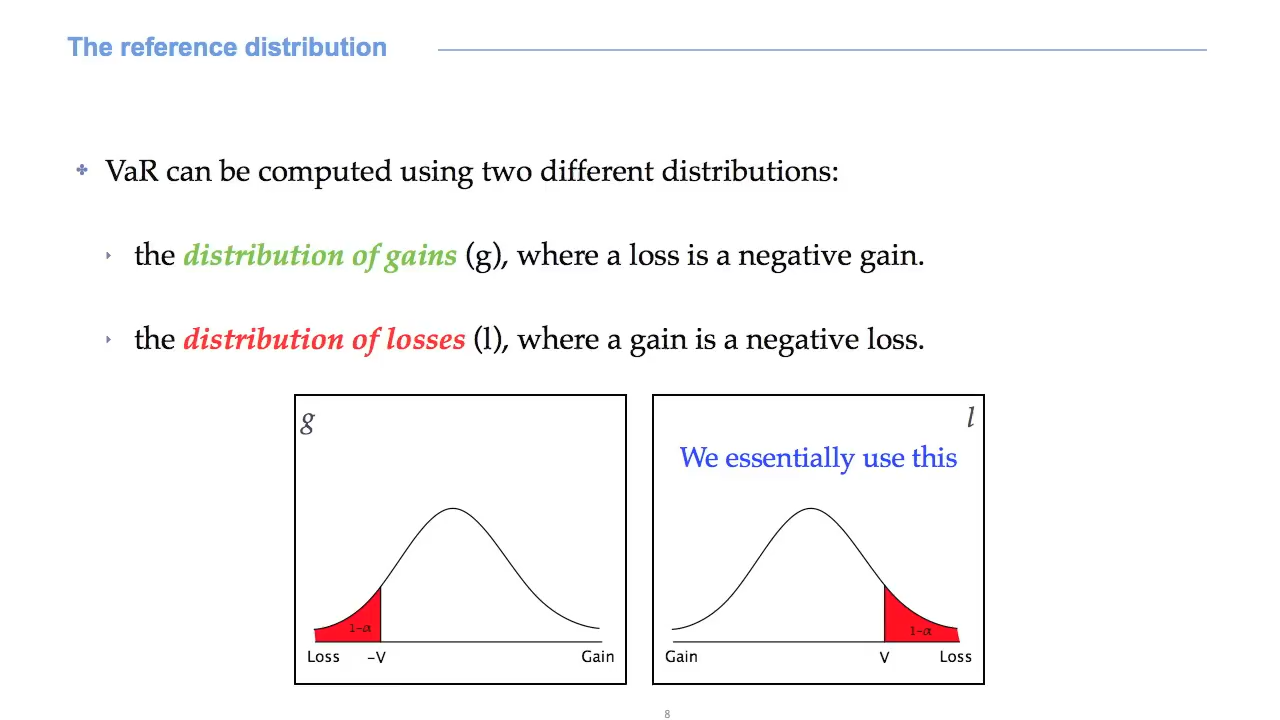 The reference distribution
VaR can be computed using two different distributions:
the distribution of gains (g), where a loss is a negative gain.
the distribution of losses (l), where a gain is a negative loss.
g
1-α
Loss
-V
Gain
l
We essentially use this
1-α
Gain
V
Loss
8